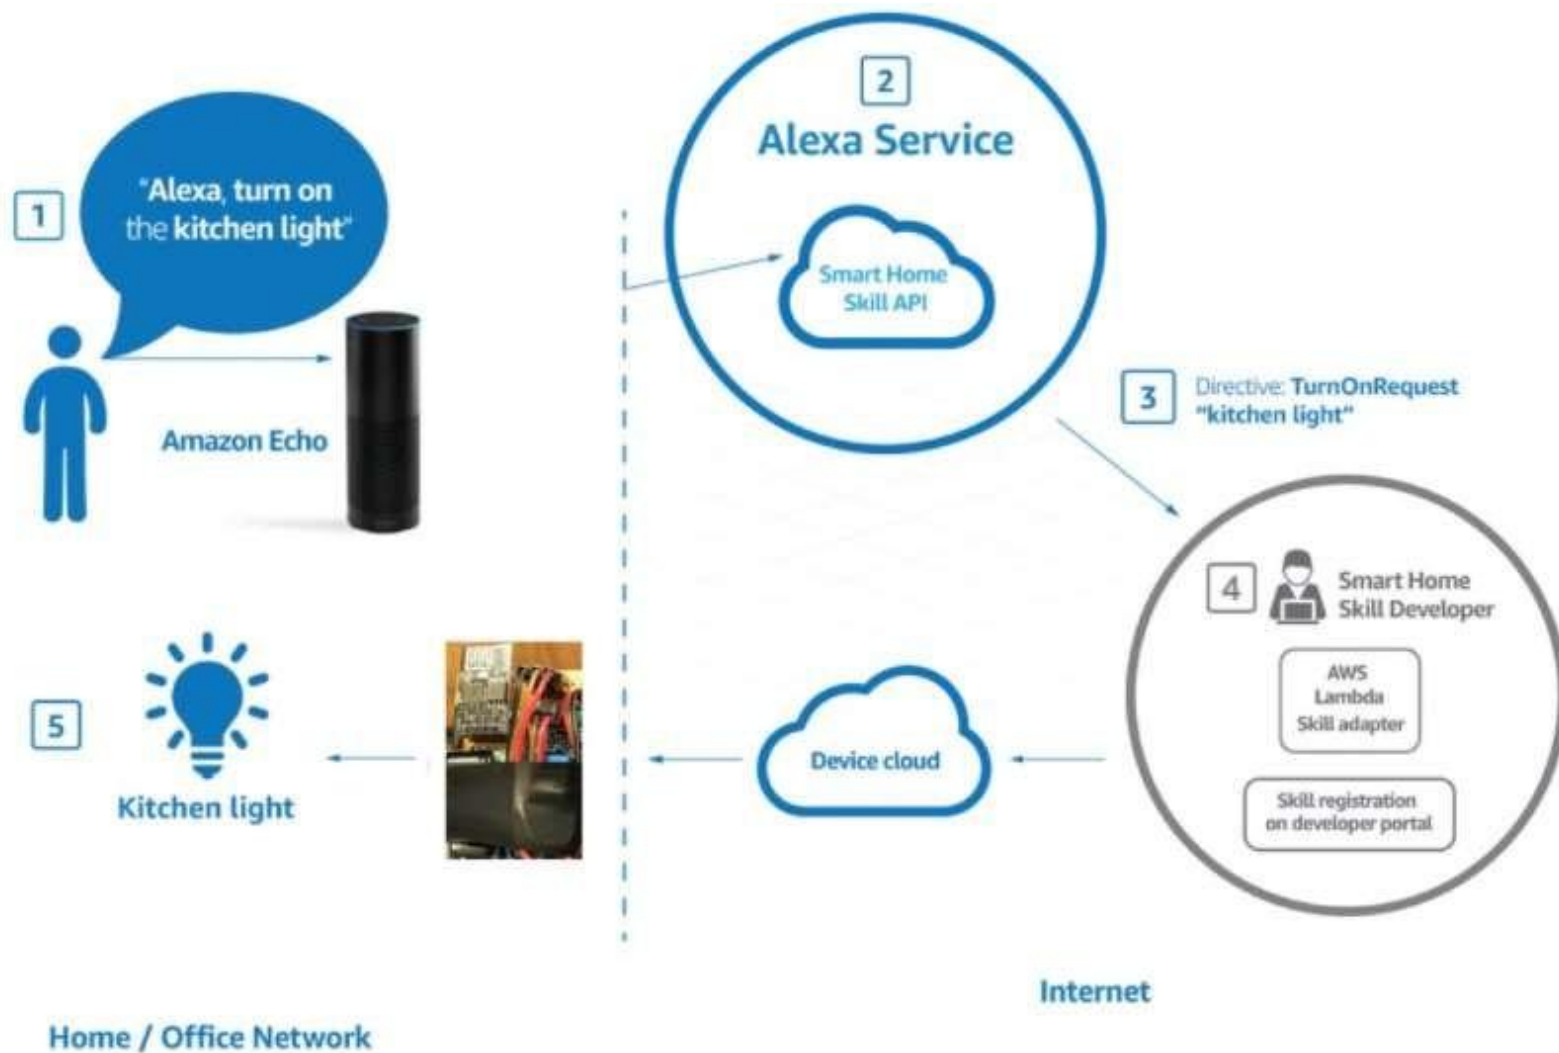 1
"Alexa, turn on
the kitchen light"
Amazon Echo
2
Alexa Service
Smart Home
Skill API
3
Directive: TurnOnRequest
"kitchen light"
4
Smart Home
Skill Developer
AWS
Lambda
Skill adapter
Skill registration
on developer portal
Device cloud
5
Kitchen light
Internet
Home / Office Network